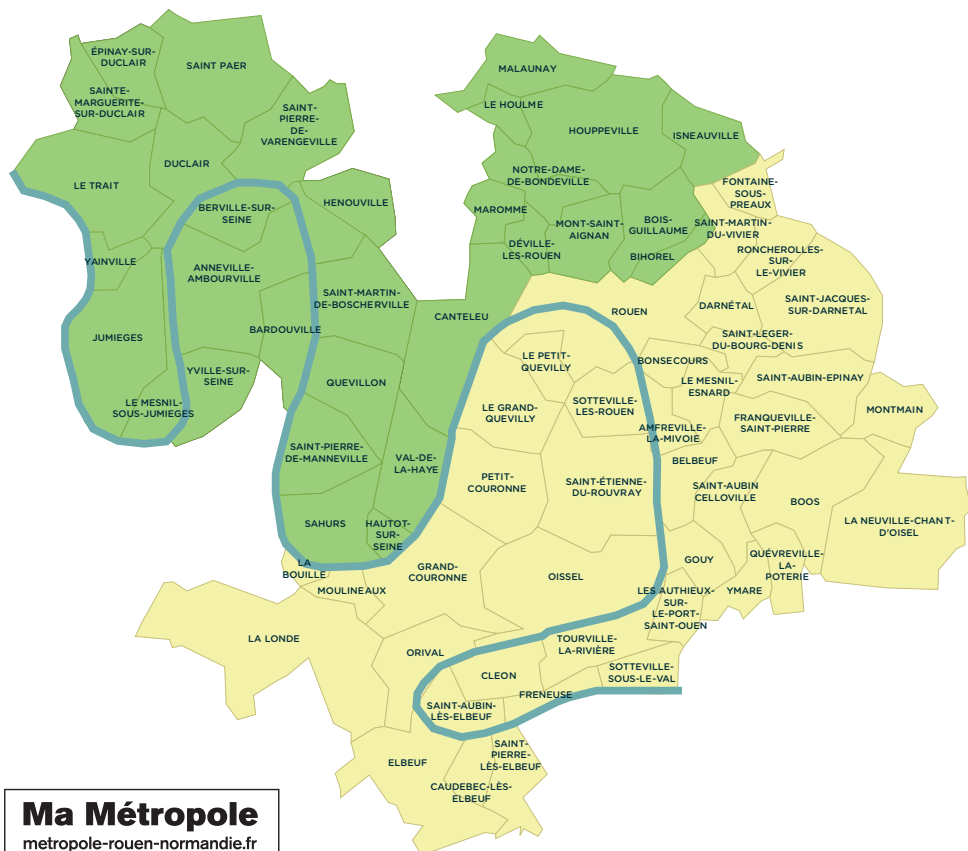 ÉPINAY-SUR-
DUCLAIR
SAINT PAER
SAINTE-
MARGUERITE-
SUR-DUCLAIR
SAINT-
PIERRE-
DE-
VARENGEVILLE
DUCLAIR
LE TRAIT
BERVILLE-SUR-
SEINE
HENOUVILLE
YAINVILLE
ANNEVILLE-
AMBOURVILLE
SAINT-MARTIN-
DE-BOSCHERVILLE
BARDOUVILLE
JUMIEGES
YVILLE-SUR-
SEINE
QUEVILLON
LE MESNIL-
SOUS-JUMIEGES
SAINT-PIERRE-
DE-MANNEVILLE
VAL-DE-
LA-HAYE
SAHURS
HAUTOT-
SUR-
SEINE
CANTELEU
MALAUNAY
LE HOULME
HOUPPEVILLE
ISNEAUVILLE
NOTRE-DAME-
DE-BONDEVILLE
MAROMME
MONT-SAINT-
AIGNAN
BOIS-
GUILLAUME
DÉVILLE-
LES-ROUEN
BIHOREL
FONTAINE-
SOUS-
PREAUX
SAINT-MARTIN-
DU-VIVIER
RONCHEROLLES-
SUR-
LE-VIVIER
ROUEN
DARNÉTAL
SAINT-JACQUES-
SUR-DARNETAL
SAINT-LEGER-
DU-BOURG-DENIS
LE PETIT-
QUEVILLY
BONSECOURS
LE MESNIL-
ESNARD
SAINT-AUBIN-EPINAY
LE GRAND-
QUEVILLY
SOTTEVILLE-
LES-ROUEN
MONTMAIN
FRANQUEVILLE-
SAINT-PIERRE
AMFREVILLE-
LA-MIVOIE
BELBEUF
PETIT-
COURONNE
SAINT-ÉTIENNE-
DU-ROUVRAY
SAINT-AUBIN
CELLOVILLE
BOOS
LA NEUVILLE-CHANT-
D'OISEL
GOUY
QUÉVREVILLE-
LA-
POTERIE
LA
BOUILLE
GRAND-
COURONNE
OISSEL
MOULINEAUX
LES AUTHIEUX-
SUR-
LE-PORT-
SAINT-OUEN
YMARE
LA LONDE
ORIVAL
TOURVILLE-
LA-RIVIÈRE
CLEON
SOTTEVILLE-
SOUS-LE-VAL
FRENEUSE
SAINT-AUBIN-
LÈS-ELBEUF
ELBEUF
SAINT-
PIERRE-
LÈS-ELBEUF
CAUDEBEC-LÈS-
ELBEUF
Ma Métropole
metropole-rouen-normandie.fr